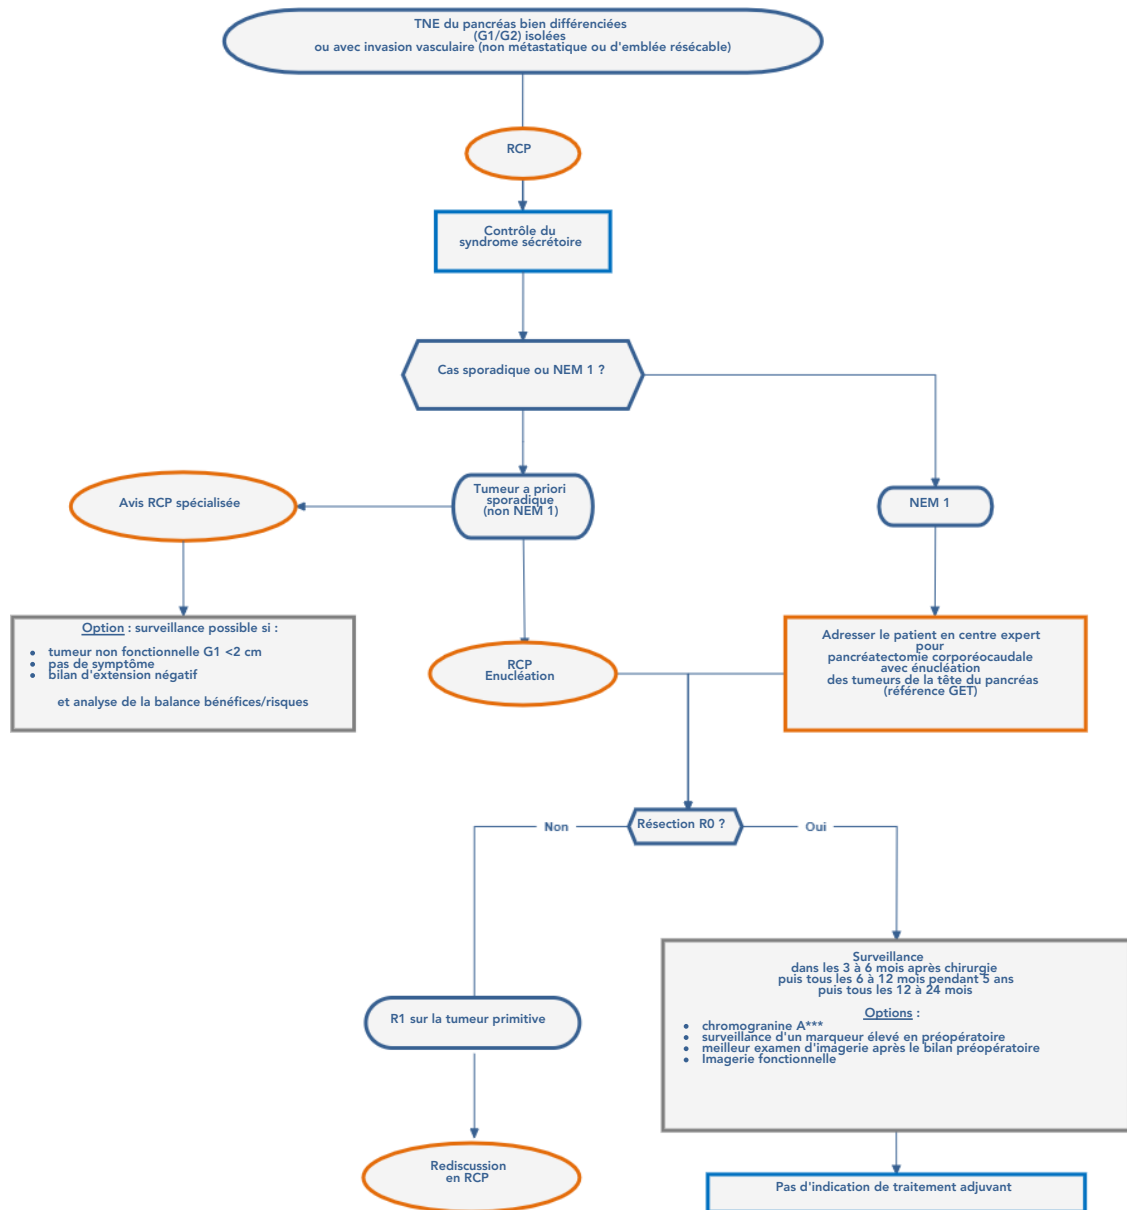 TNE du pancréas bien différenciées
(G1/G2) isolées
ou avec invasion vasculaire (non métastatique ou d'emblée résécable)
RCP
Contrôle du
syndrome sécrétoire
Cas sporadique ou NEM 1 ?
Avis RCP spécialisée
Tumeur a priori
sporadique
(non NEM 1)
NEM 1
Option : surveillance possible si :
• tumeur non fonctionnelle G1 <2 cm
• pas de symptôme
• bilan d'extension négatif
et analyse de la balance bénéfices/risques
RCP
Enucléation
Adresser le patient en centre expert
pour
pancréatectomie corporéocaudale
avec énucléation
des tumeurs de la tête du pancréas
(référence GET)
Non
Résection R0 ?
Oui
R1 sur la tumeur primitive
Surveillance
dans les 3 à 6 mois après chirurgie
puis tous les 6 à 12 mois pendant 5 ans
puis tous les 12 à 24 mois
Options :
• chromogranine A***
• surveillance d'un marqueur élevé en préopératoire
• meilleur examen d'imagerie après le bilan préopératoire
• Imagerie fonctionnelle
Rediscussion
en RCP
Pas d'indication de traitement adjuvant